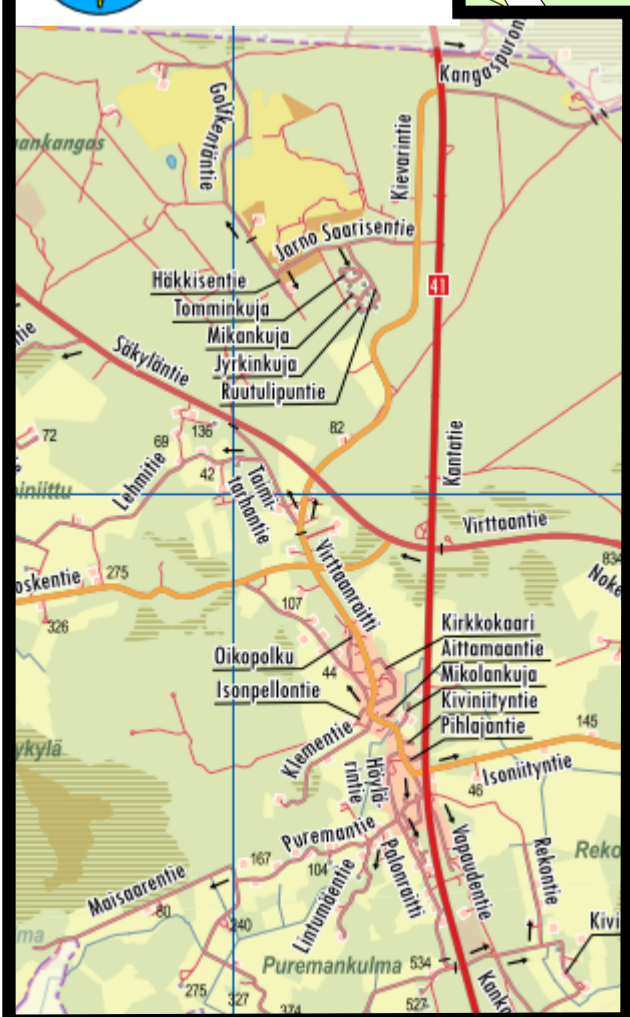 Kangaspuron
Golfkentäntie
Kievarintie
Jarno Saarisentie
Häkkisentie
Tomminkuja
Mikankuja
Jyrkinkuja
Ruutulipuntie
41
Säkyläntie
72
69
136
82
42
Lehmitie
Taimi-
tarhantie
Kantatie
Virttaantie
834
275
326
Virttaanraitti
107
Kirkkokaari
Aittamaantie
Oikopolku
Mikolankuja
44
Isonpellontie
Kiviniityntie
Pihlajantie
145
Klementie
Höylä-
rintie
Isoniityntie
46
Puremantie
167
104
Vapaudentie
Rekontie
Palonraitti
Lintumäentie
Maisaarentie
80
240
534
Puremankulma
275
327
527